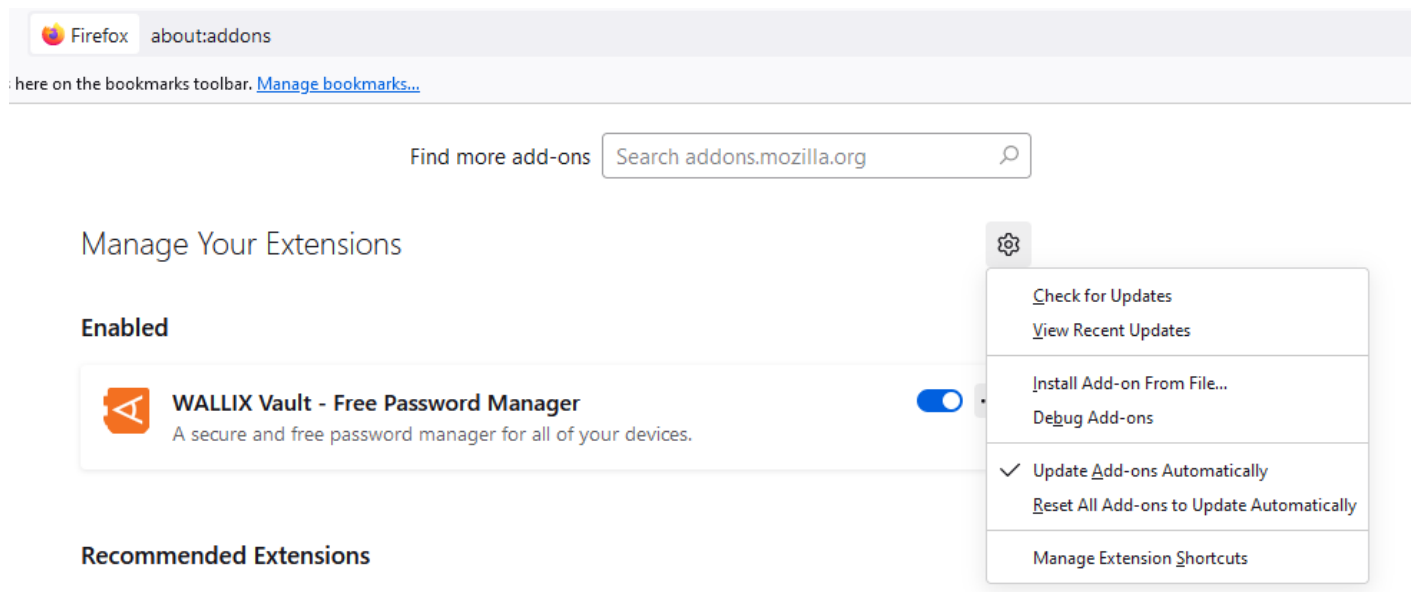 Firefox about:addons
here on the bookmarks toolbar. Manage bookmarks...
Find more add-ons Search addons.mozilla.org
Manage Your Extensions
Check for Updates
View Recent Updates
Enabled
Install Add-on From File...
WALLIX Vault - Free Password Manager
Debug Add-ons
A secure and free password manager for all of your devices.
Update Add-ons Automatically
Reset All Add-ons to Update Automatically
Recommended Extensions
Manage Extension Shortcuts